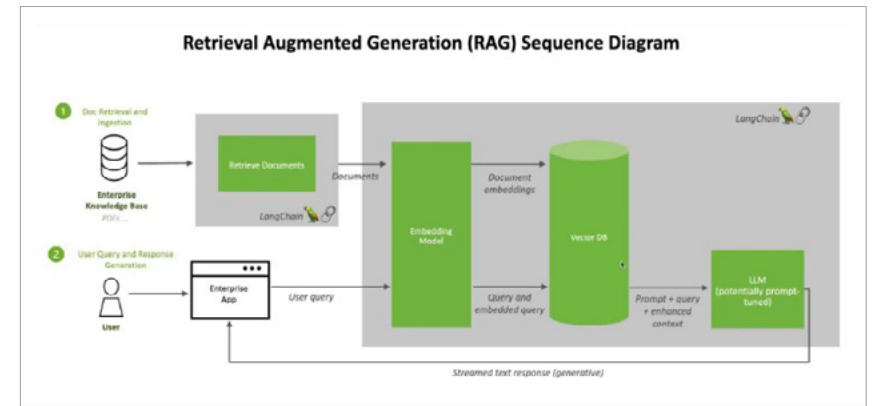 Retrieval Augmented Generation (RAG) Sequence Diagram
1
Doc Retrieval and
Ingestion
Enterprise
Knowledge Base
PDFs ...
Retrieve Documents
LangChain
Documents
LangChain
Embedding
Model
Document
embeddings
Vector DB
2
User Query and Response
Generation
User
Enterprise
App
User query
Query and
embedded query
Prompt + query
+ enhanced
context
LLM
(potentially prompt-
tuned)
Streamed text response (generative)